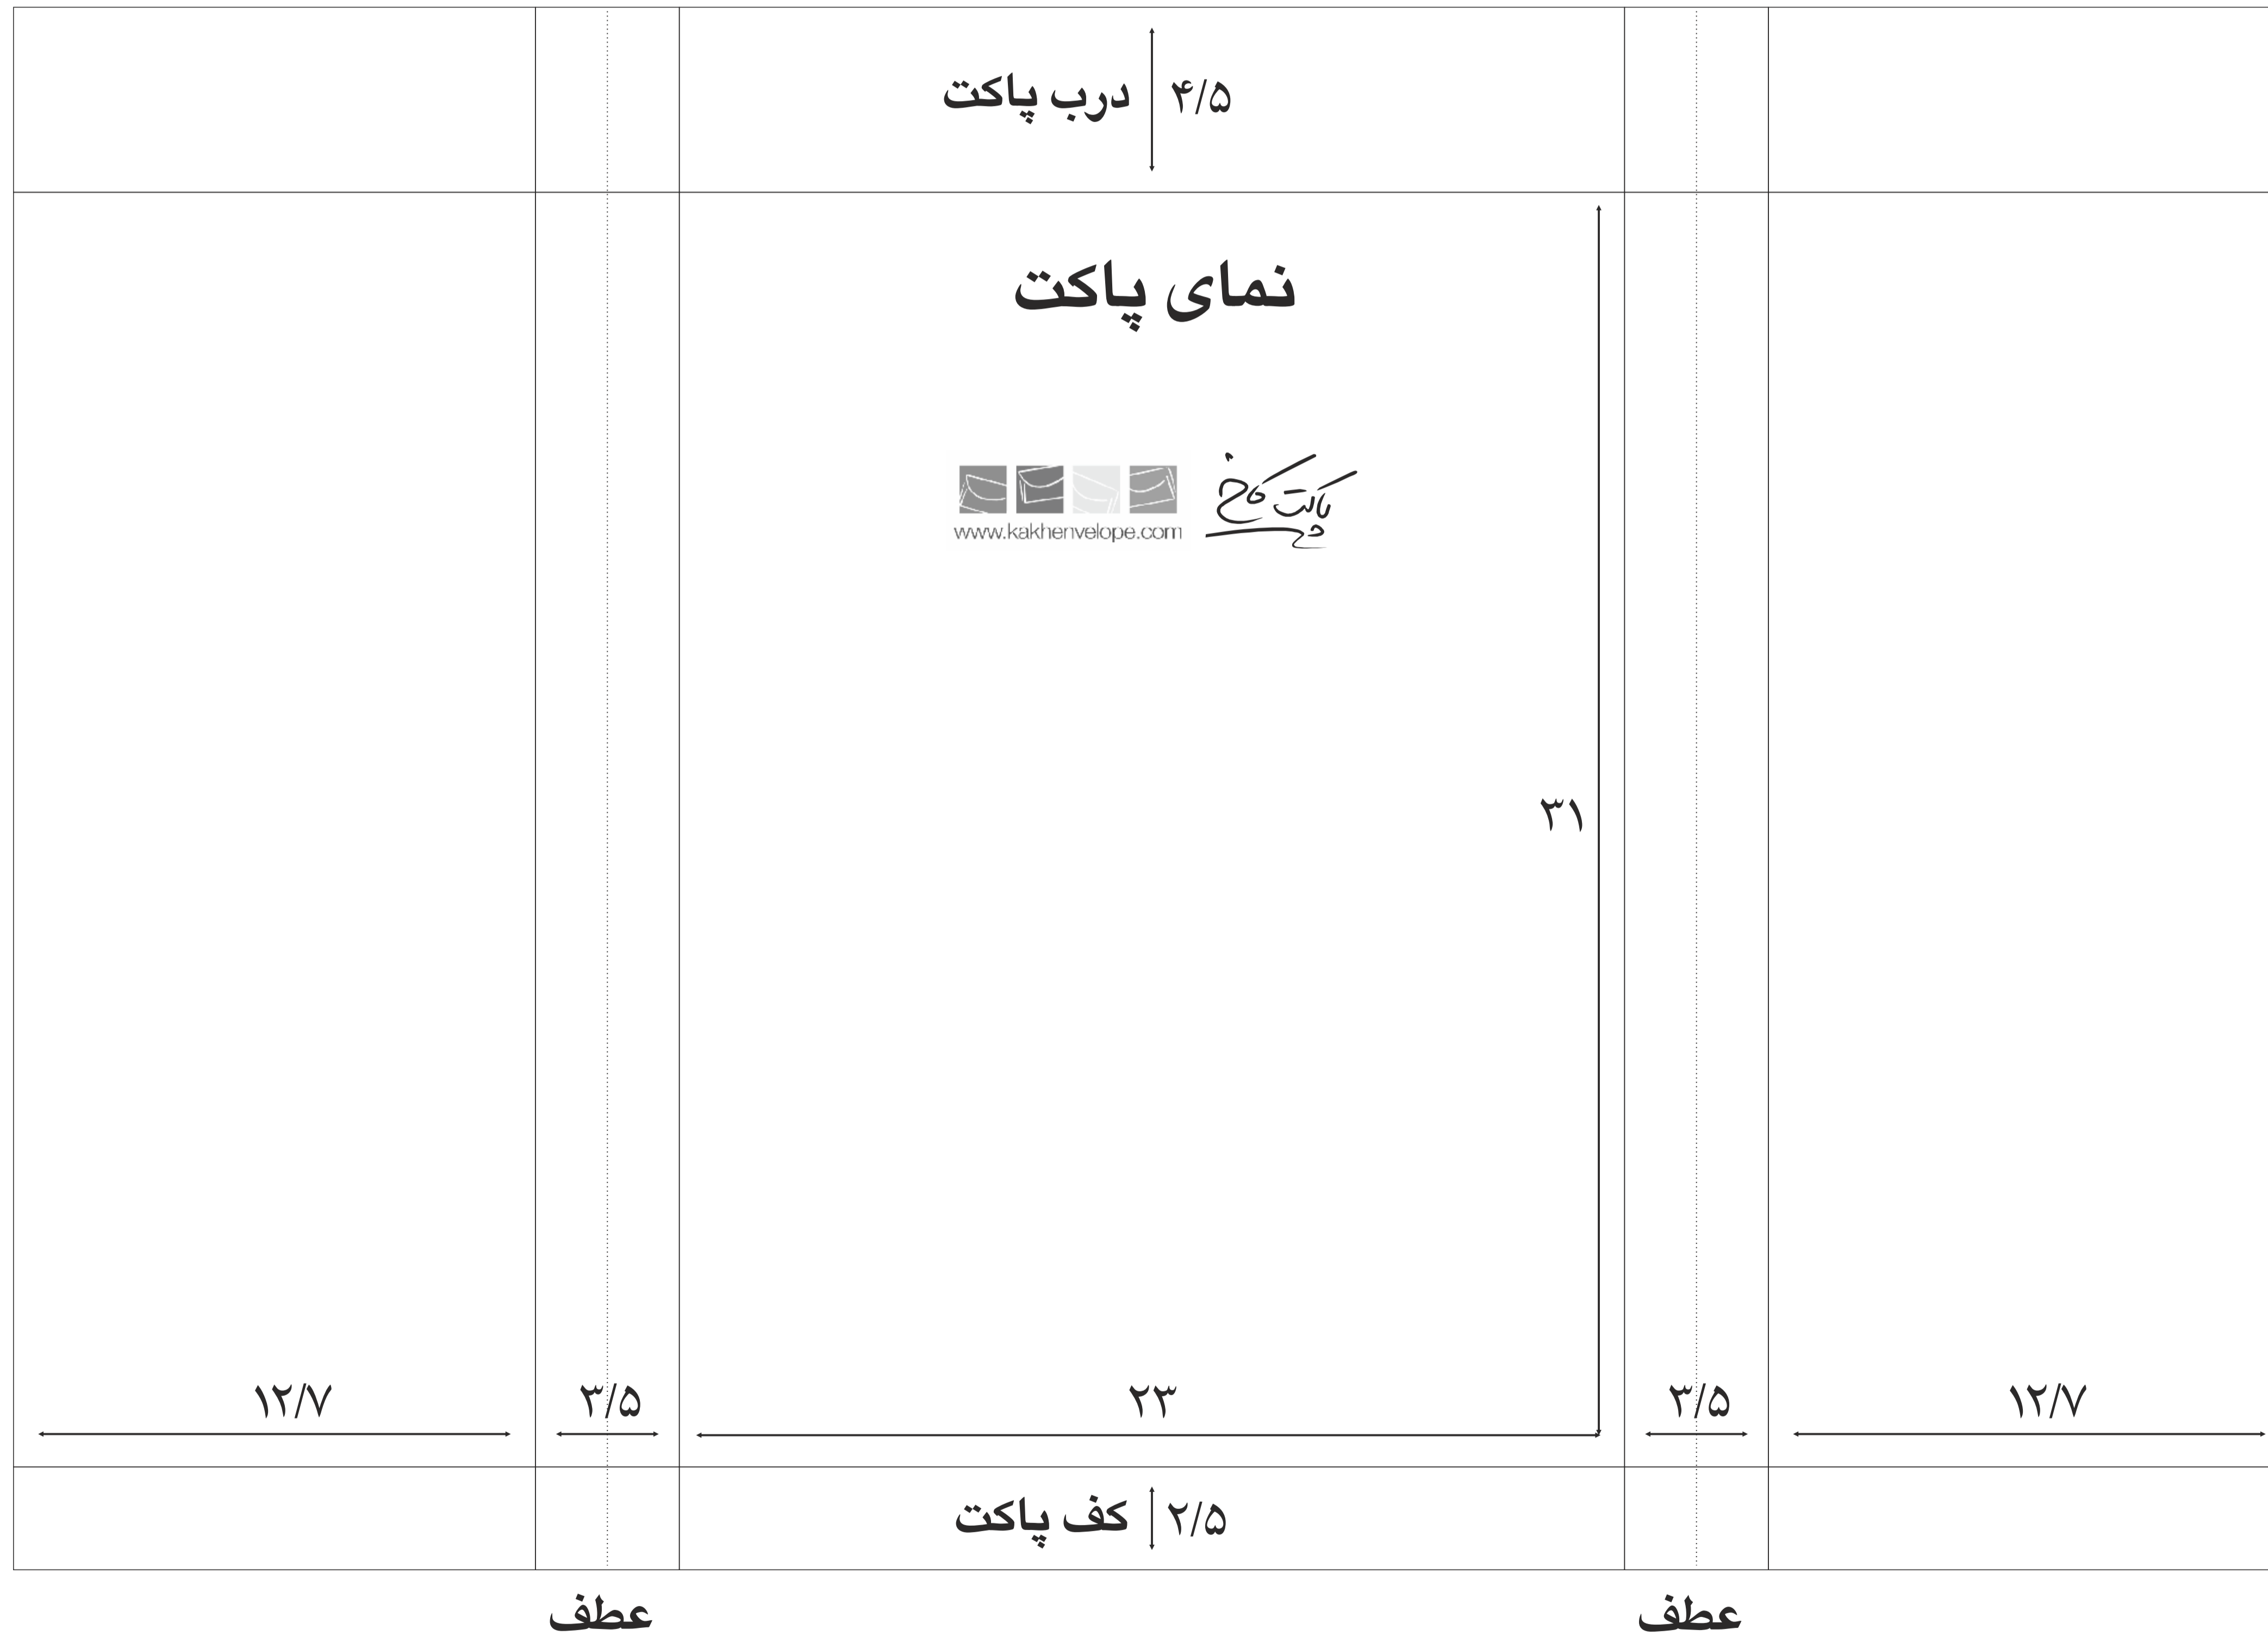 درب پاکت
۴/۵
نمای پاکت
پاکت کاخ
www.kakhenvelope.com
۳۱
۱۲/۷
۳/۵
۲۳
۳/۵
۱۲/۷
کف پاکت
۲/۵
عطف
عطف